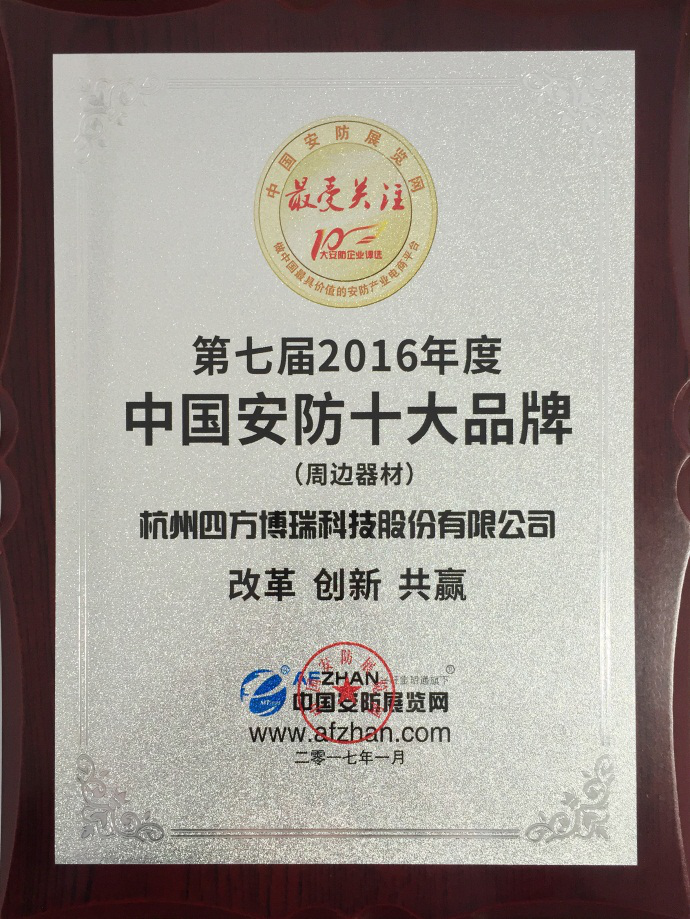 中国安防展览网
最受关注
10
大安防企业评选
做中国最具价值的安防产业电商平台
第七届2016年度
中国安防十大品牌
（周边器材）
杭州四方博瑞科技股份有限公司
改革 创新 共赢
AFZHAN
旗下®
中国安防展览网
www.afzhan.com
二零一七年一月